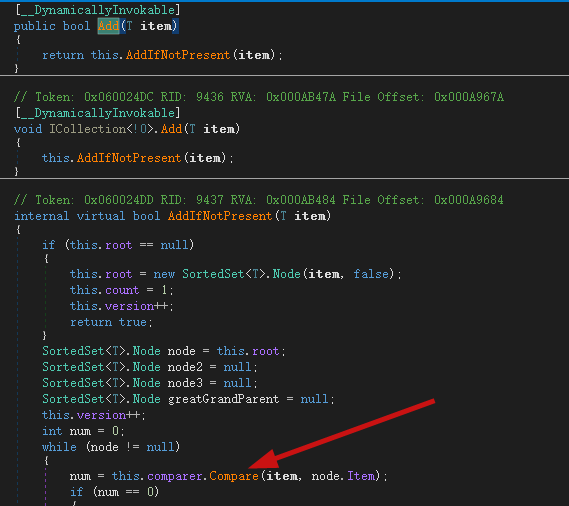 [__DynamicallyInvokable]
public bool Add(T item)
{
return this.AddIfNotPresent(item);
}
// Token: 0x060024DC RID: 9436 RVA: 0x000AB47A File Offset: 0x000A967A
[__DynamicallyInvokable]
void ICollection<!0>.Add(T item)
{
this.AddIfNotPresent(item);
}
// Token: 0x060024DD RID: 9437 RVA: 0x000AB484 File Offset: 0x000A9684
internal virtual bool AddIfNotPresent(T item)
{
if (this.root == null)
{
this.root = new SortedSet<T>.Node(item, false);
this.count = 1;
this.version++;
return true;
}
SortedSet<T>.Node node = this.root;
SortedSet<T>.Node node2 = null;
SortedSet<T>.Node node3 = null;
SortedSet<T>.Node greatGrandParent = null;
this.version++;
int num = 0;
while (node != null)
{
num = this.comparer.Compare(item, node.Item);
if (num == 0)